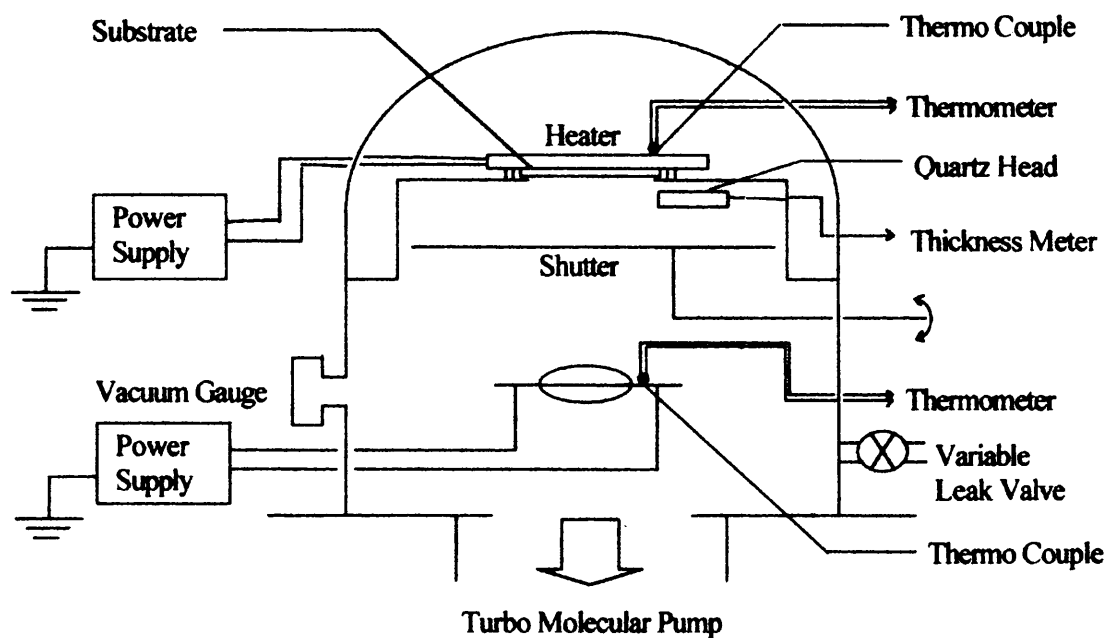 Substrate
Thermo Couple
Thermometer
Heater
Quartz Head
Power
Supply
Thickness Meter
Shutter
Vacuum Gauge
Thermometer
Power
Supply
Variable
Leak Valve
Thermo Couple
Turbo Molecular Pump